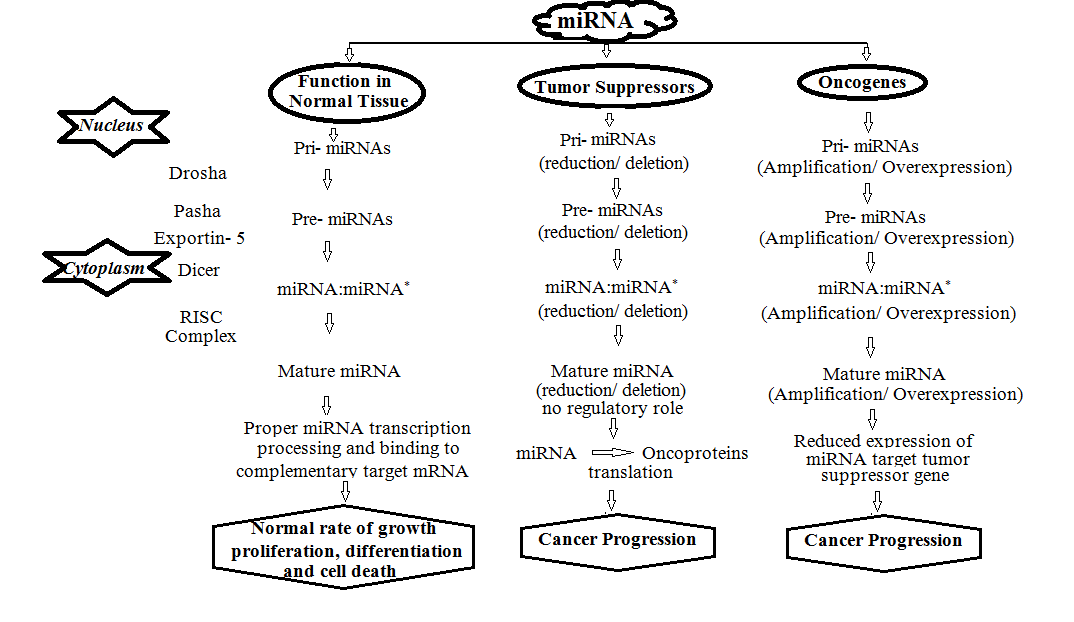 miRNA
Function in
Normal Tissue
Tumor Suppressors
Oncogenes
Nucleus
Drosha
Pasha
Exportin- 5
Cytoplasm
Dicer
RISC
Complex
Pri- miRNAs
Pre- miRNAs
miRNA:miRNA*
Mature miRNA
Proper miRNA transcription
processing and binding to
complementary target mRNA
Normal rate of growth
proliferation, differentiation
and cell death
Pri- miRNAs
(reduction/ deletion)
Pre- miRNAs
(reduction/ deletion)
miRNA:miRNA*
(reduction/ deletion)
Mature miRNA
(reduction/ deletion)
no regulatory role
miRNA Oncoproteins
translation
Cancer Progression
Pri- miRNAs
(Amplification/ Overexpression)
Pre- miRNAs
(Amplification/ Overexpression)
miRNA:miRNA*
(Amplification/ Overexpression)
Mature miRNA
(Amplification/ Overexpression)
Reduced expression of
miRNA target tumor
suppressor gene
Cancer Progression